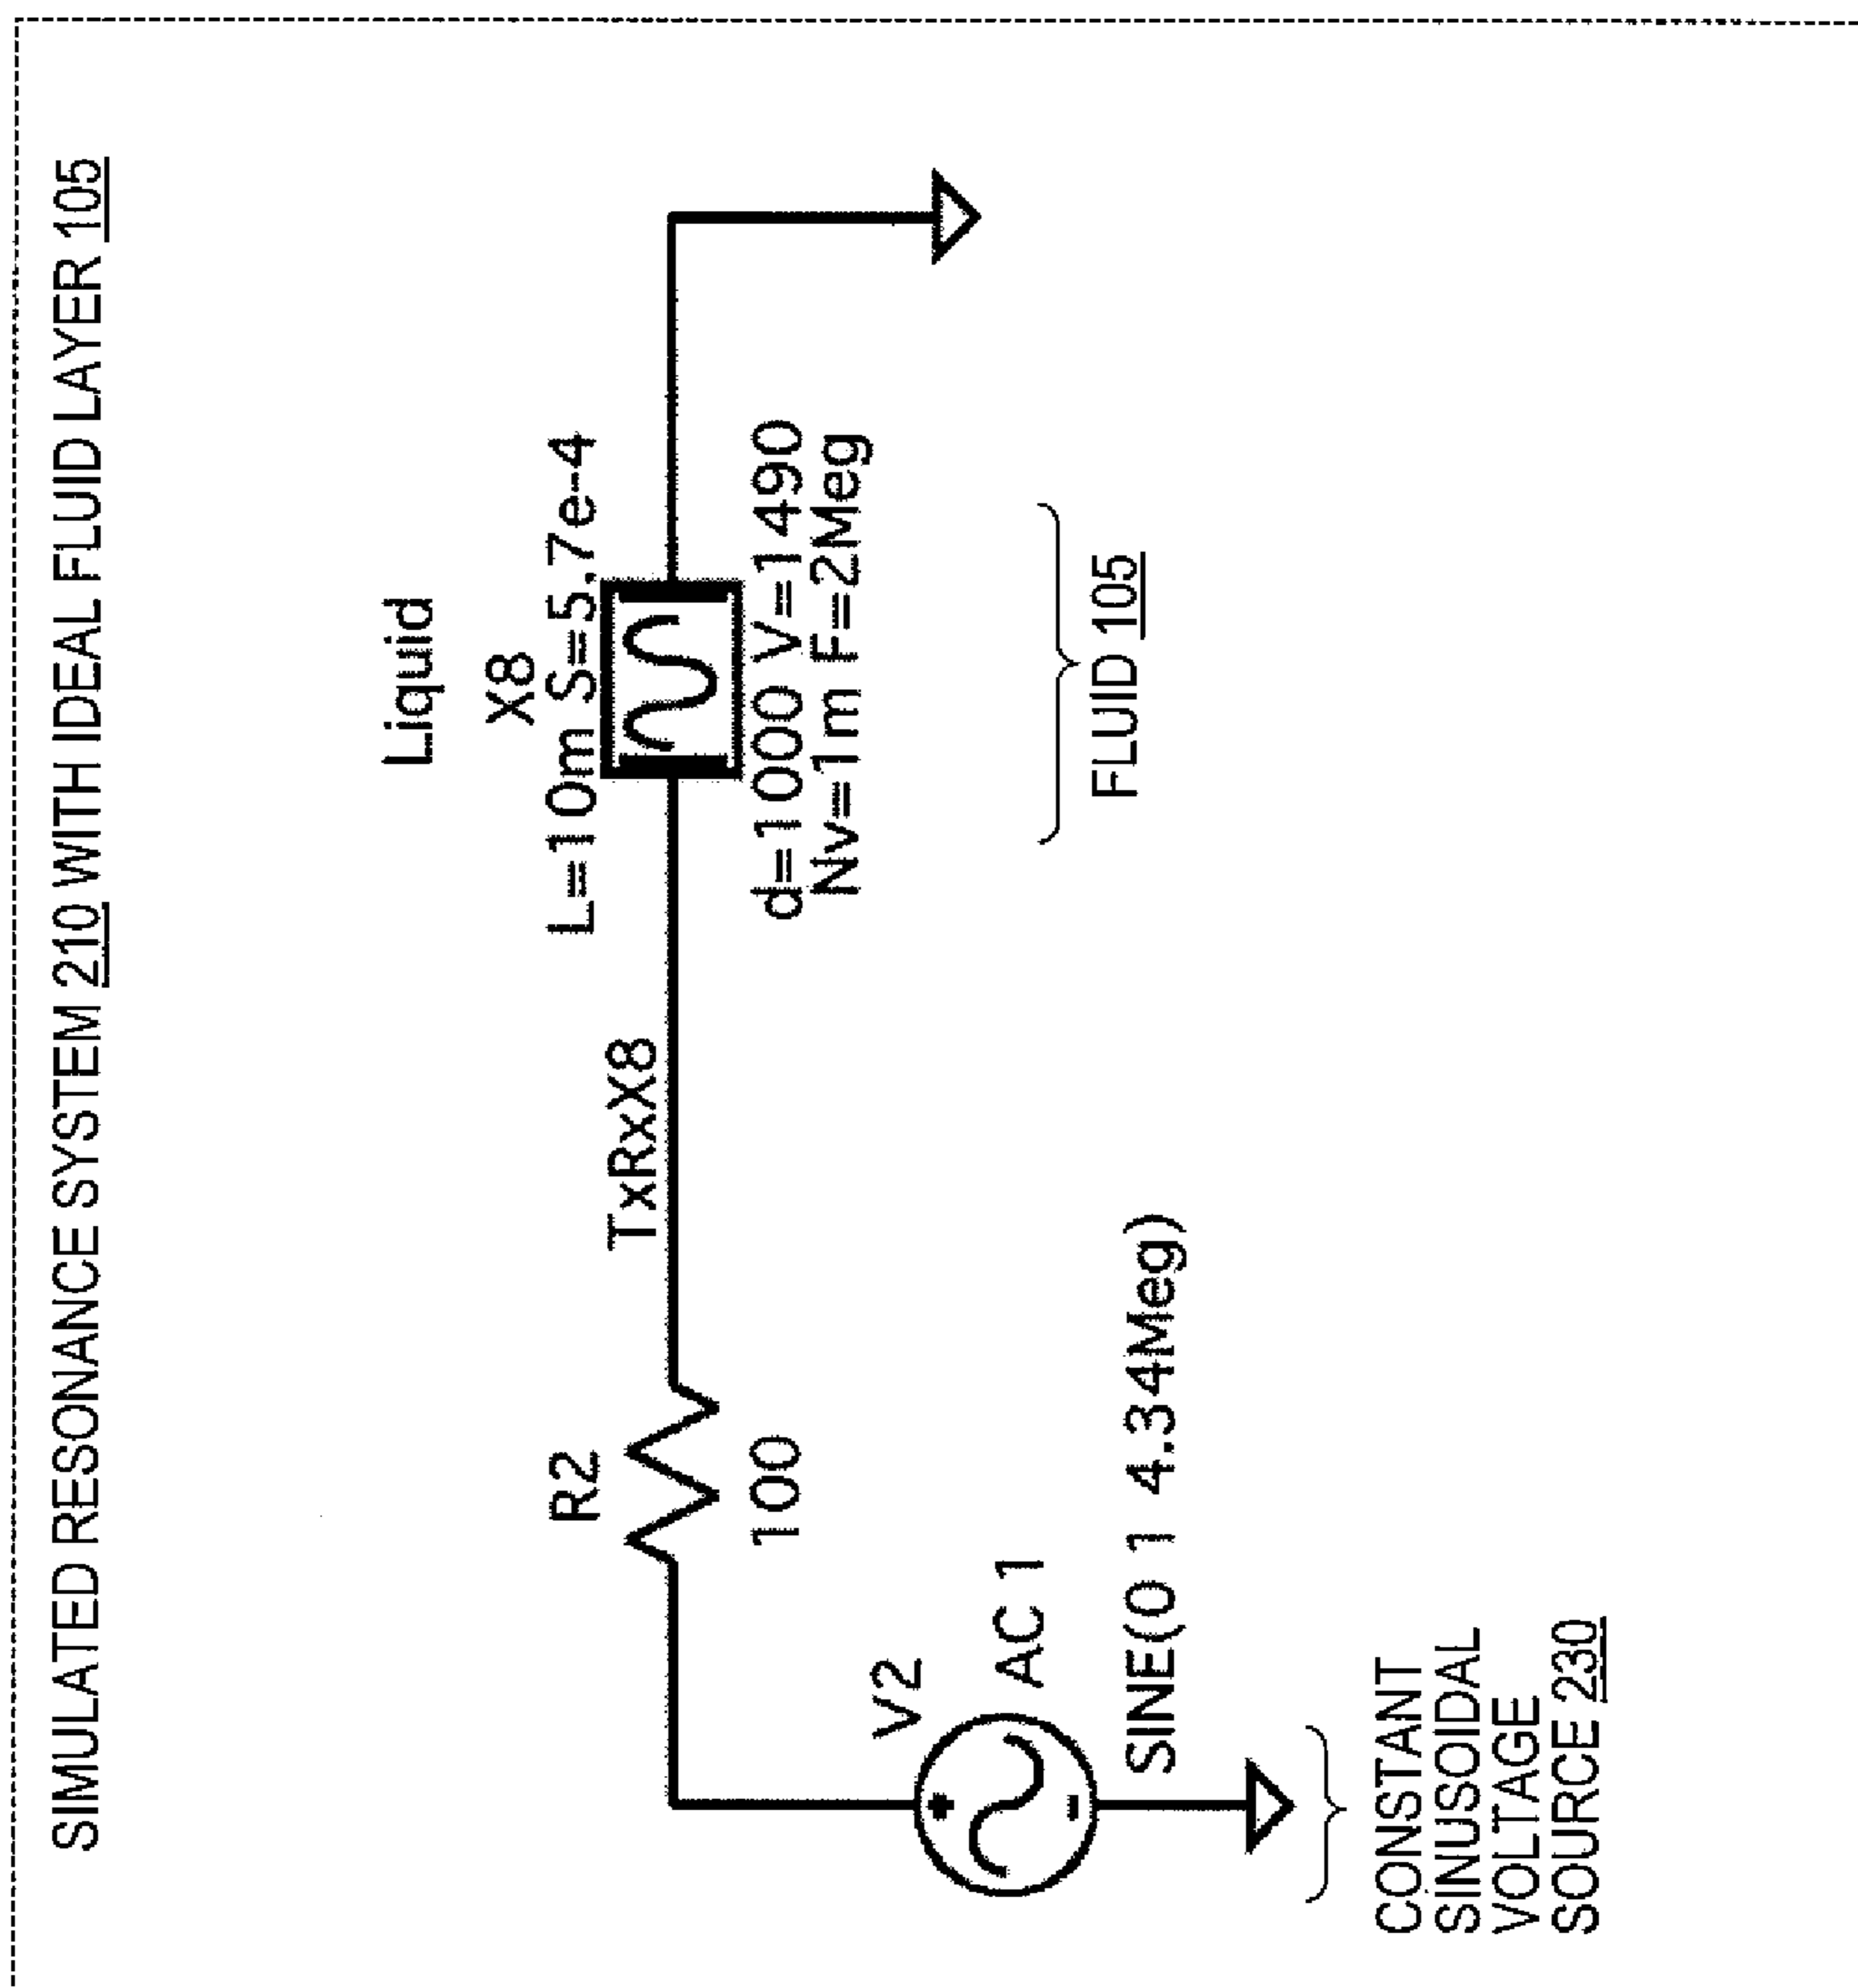 SIMULATED RESONANCE SYSTEM 210 WITH IDEAL FLUID LAYER 105
Liquid
X8
L=10m S=5.7e-4
d=1000 V=1490
Nv=1m F=2Meg
FLUID 105
TxRxX8
R2
100
V2
+
-
AC 1
SINE(0 1 4.34Meg)
CONSTANT
SINUSOIDAL
VOLTAGE
SOURCE 230